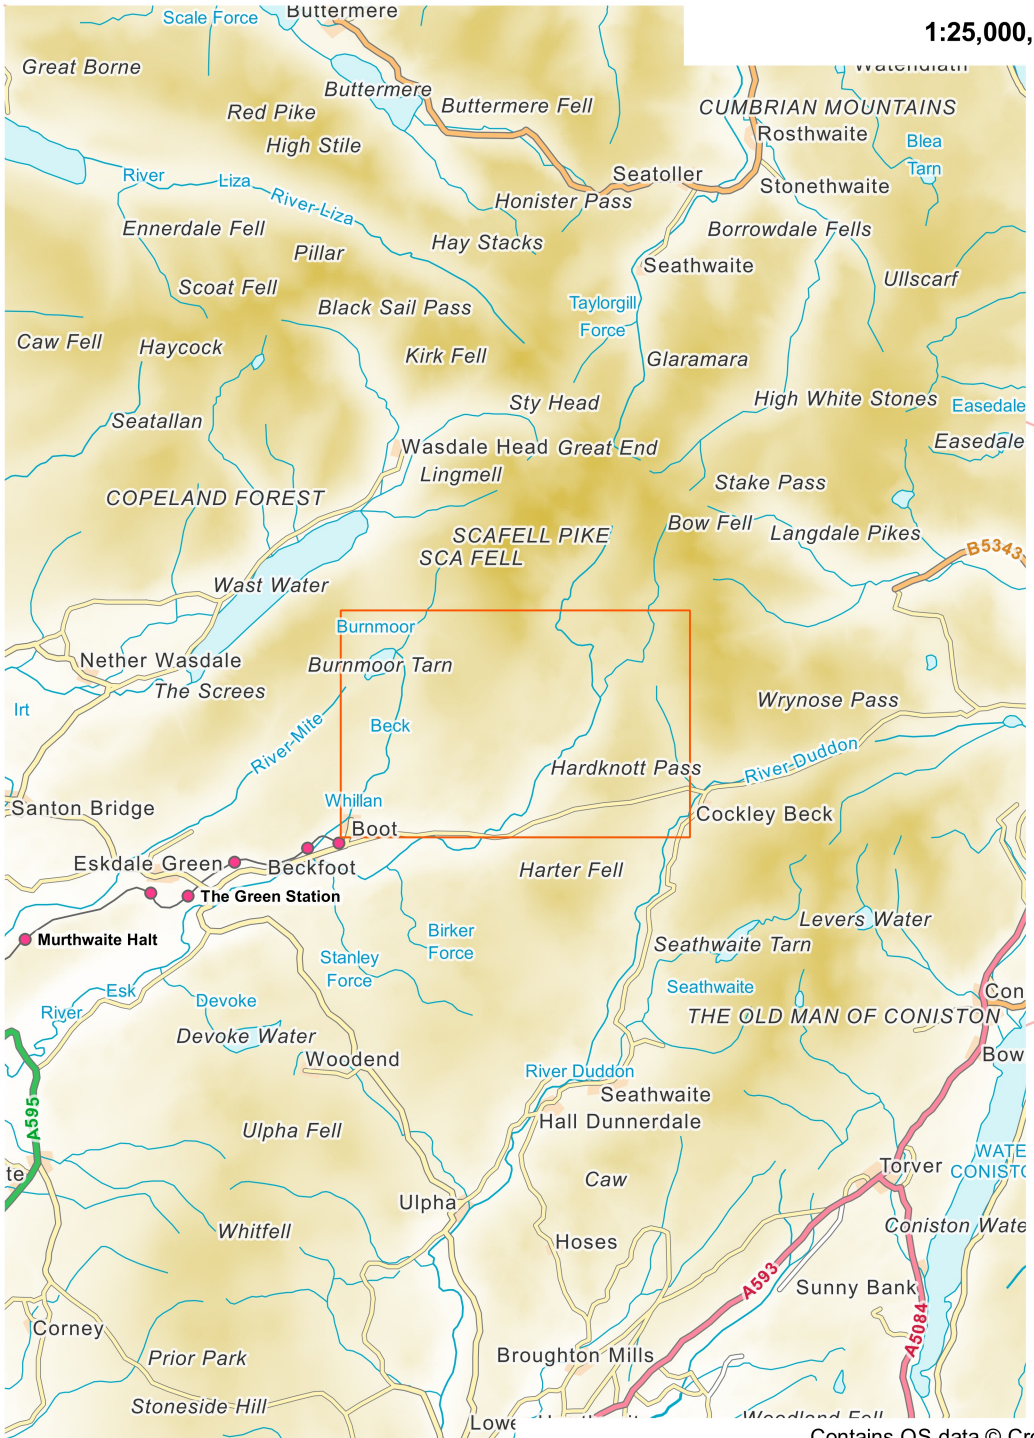 Buttermere
Scale Force
1:25,000,
Great Borne
Watendlath
Buttermere
Red Pike
Buttermere Fell
CUMBRIAN MOUNTAINS
Rosthwaite
High Stile
Blea
Tarn
River
Liza
Seatoller
Stonethwaite
River Liza
Honister Pass
Ennerdale Fell
Borrowdale Fells
Pillar
Hay Stacks
Seathwaite
Ullscarf
Scoat Fell
Black Sail Pass
Taylorgill
Force
Caw Fell
Haycock
Kirk Fell
Glaramara
Sty Head
High White Stones
Easedale
Seatallan
Wasdale Head
Great End
Easedale
Lingmell
Stake Pass
COPELAND FOREST
Bow Fell
Langdale Pikes
SCAFELL PIKE
SCA FELL
B5343
Wast Water
Burnmoor
Nether Wasdale
Burnmoor Tarn
The Screes
Wrynose Pass
Irt
River Mite
Beck
Hardknott Pass
River Duddon
Santon Bridge
Whillan
Boot
Cockley Beck
Eskdale Green
Beckfoot
Harter Fell
The Green Station
Murthwaite Halt
Levers Water
Birker
Force
Seathwaite Tarn
Stanley
Force
Seathwaite
Esk
River
Devoke
Con
THE OLD MAN OF CONISTON
Devoke Water
Woodend
Bow
River Duddon
Seathwaite
A595
Hall Dunnerdale
Ulpha Fell
te
Caw
Torver
WATE
CONISTO
Ulpha
Whitfell
Coniston Wate
Hoses
A593
Sunny Bank
A5084
Corney
Prior Park
Broughton Mills
Stoneside Hill
Lowe
Woodland Fell
Contains OS data © Cro